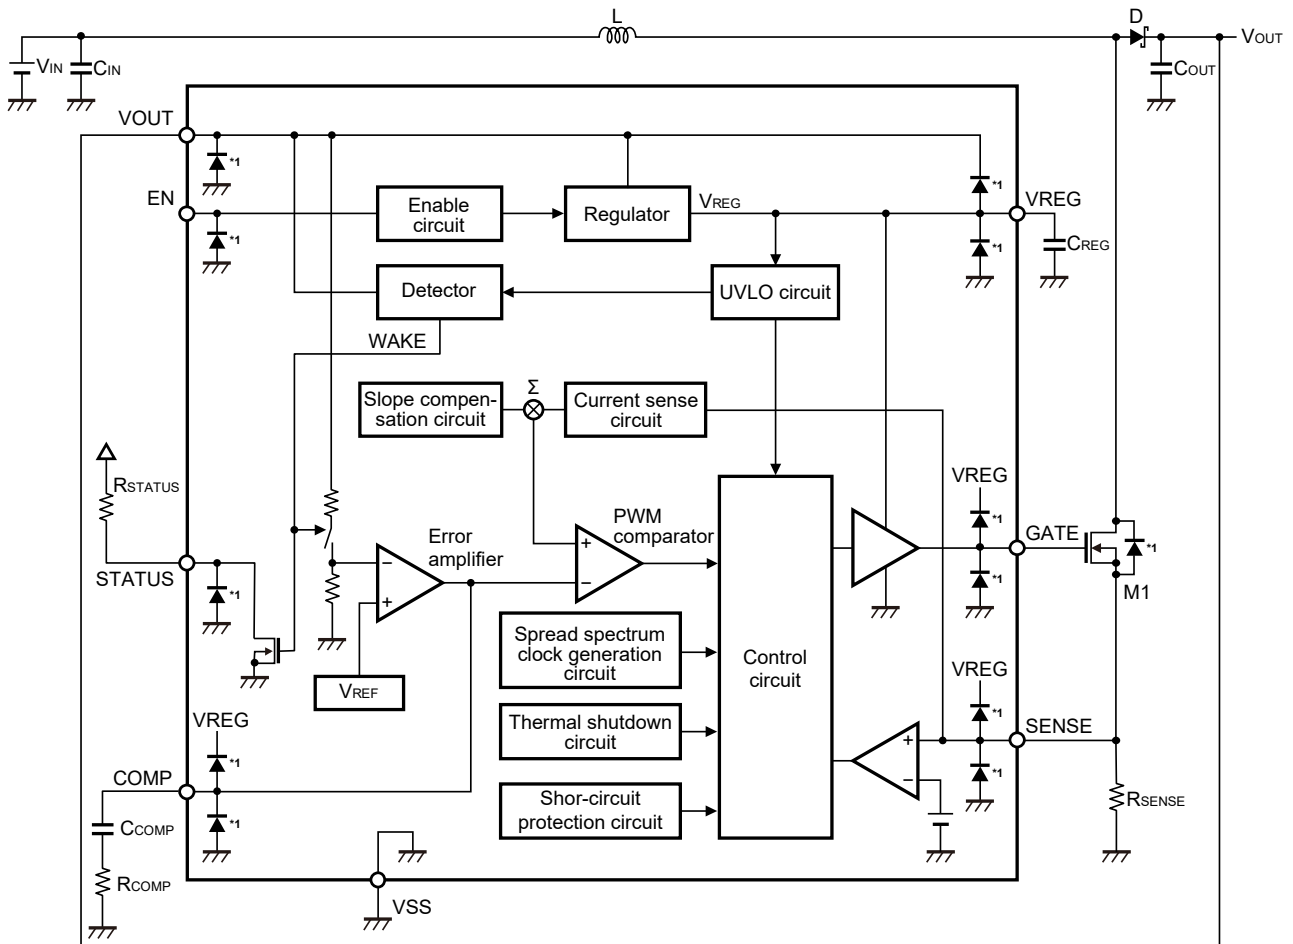 L
D
VIN
CIN
COUT
VOUT
VOUT
*1
*1
EN
*1
Enable
circuit
Regulator
VREG
*1
VREG
CREG
Detector
UVLO circuit
WAKE
Σ
Slope compen-
sation circuit
Current sense
circuit
RSTATUS
VREG
*1
PWM
comparator
GATE
Error
amplifier
+
−
−
+
*1
STATUS
*1
*1
M1
Spread spectrum
clock generation
circuit
Control
circuit
VREF
VREG
*1
VREG
*1
Thermal shutdown
circuit
+
−
SENSE
*1
COMP
*1
Shor-circuit
protection circuit
RSENSE
CCOMP
RCOMP
VSS